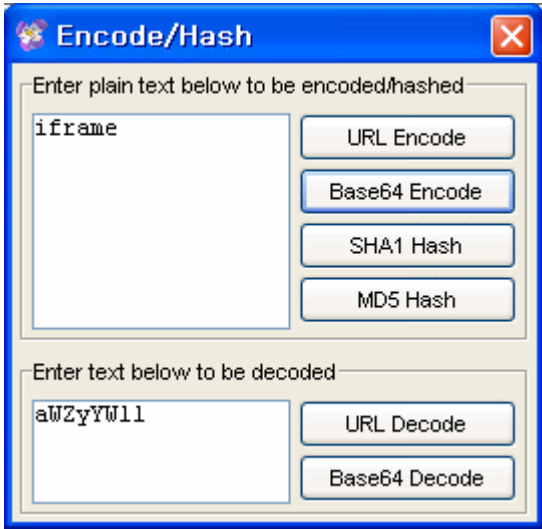 Encode/Hash
Enter plain text below to be encoded/hashed
iframe
URL Encode
Base64 Encode
SHA1 Hash
MD5 Hash
Enter text below to be decoded
aWZyYW1l
URL Decode
Base64 Decode